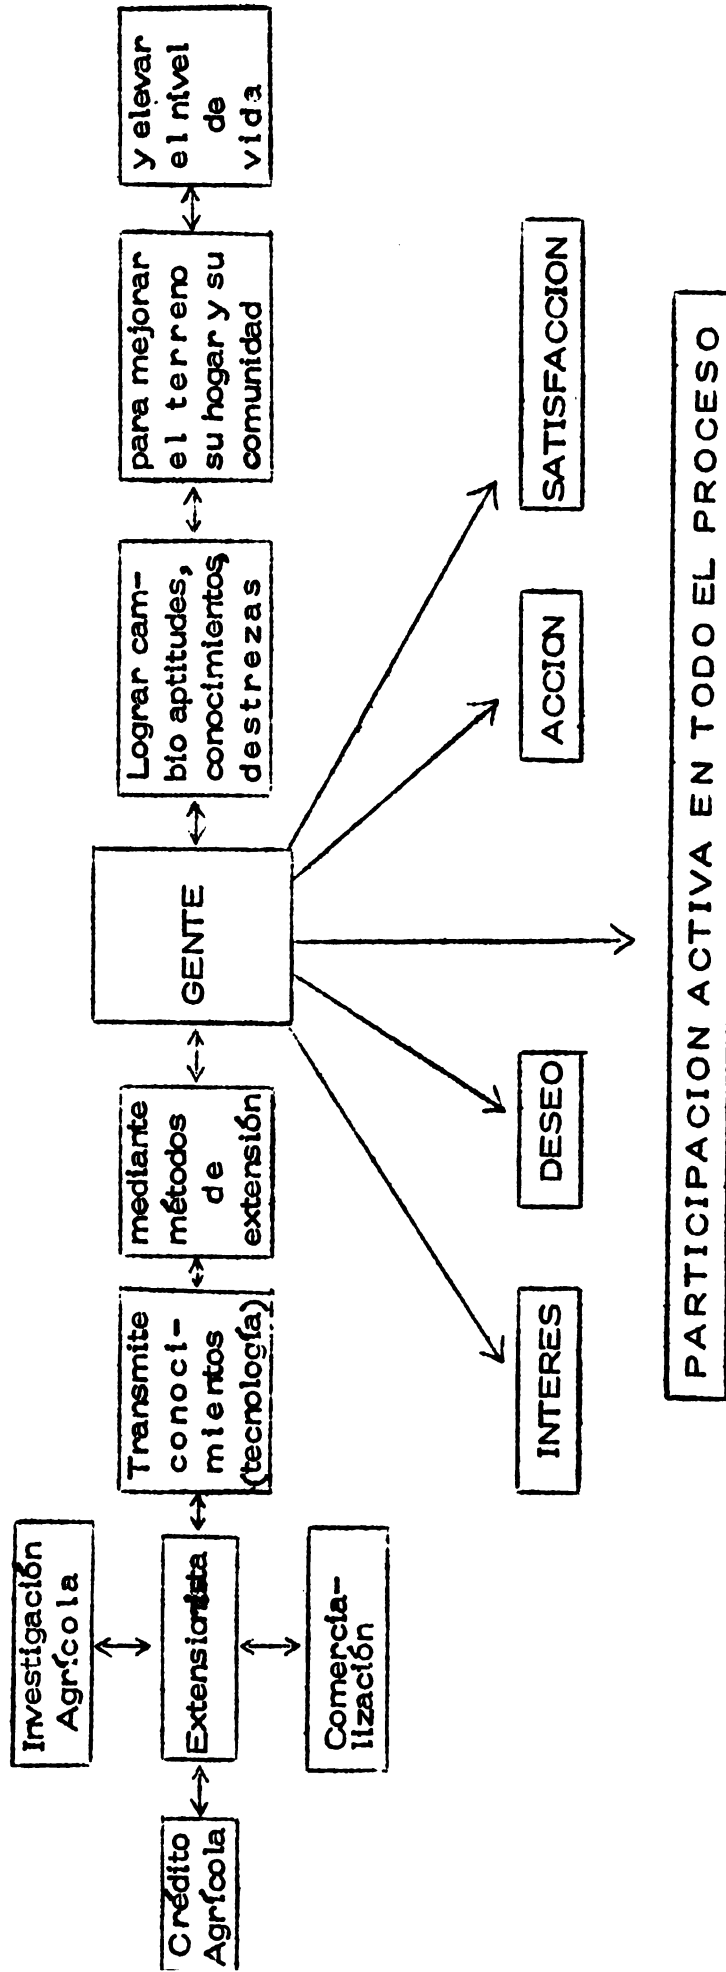 Crédito
Agrícola
Investigación
Agrícola
Extensionista
Comercia-
lización
Transmite
conoci-
mientos
(tecnología)
mediante
métodos
de
extensión
GENTE
Lograr cam-
bio aptitudes,
conocimientos,
destrezas
para mejorar
el terreno
su hogar y su
comunidad
y elevar
el nivel
de
vida
INTERES
DESEO
ACCION
SATISFACCION
PARTICIPACION ACTIVA EN TODO EL PROCESO